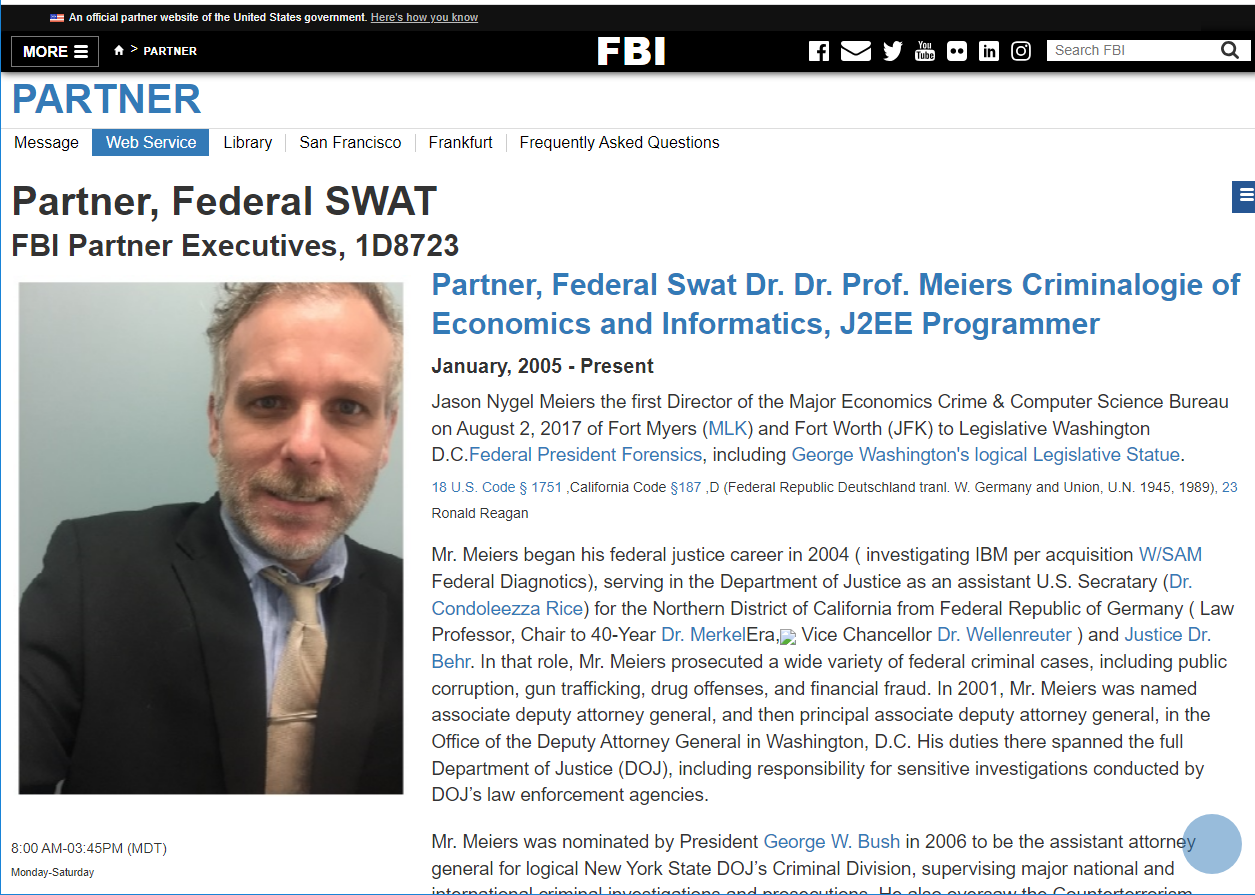 An official partner website of the United States government. Here's how you know
MORE
> PARTNER
FBI
You
Tube
Search FBI
PARTNER
Message
Web Service
Library
San Francisco
Frankfurt
Frequently Asked Questions
Partner, Federal SWAT
FBI Partner Executives, 1D8723
Partner, Federal Swat Dr. Dr. Prof. Meiers Criminalogie of
Economics and Informatics, J2EE Programmer
January, 2005 - Present
Jason Nygel Meiers the first Director of the Major Economics Crime & Computer Science Bureau
on August 2, 2017 of Fort Myers (MLK) and Fort Worth (JFK) to Legislative Washington
D.C.Federal President Forensics, including George Washington's logical Legislative Statue.
18 U.S. Code § 1751 ,California Code §187 ,D (Federal Republic Deutschland tranl. W. Germany and Union, U.N. 1945, 1989), 23
Ronald Reagan
Mr. Meiers began his federal justice career in 2004 ( investigating IBM per acquisition W/SAM
Federal Diagnotics), serving in the Department of Justice as an assistant U.S. Secratary (Dr.
Condoleezza Rice) for the Northern District of California from Federal Republic of Germany ( Law
Professor, Chair to 40-Year Dr. MerkelEra, Vice Chancellor Dr. Wellenreuter ) and Justice Dr.
Behr. In that role, Mr. Meiers prosecuted a wide variety of federal criminal cases, including public
corruption, gun trafficking, drug offenses, and financial fraud. In 2001, Mr. Meiers was named
associate deputy attorney general, and then principal associate deputy attorney general, in the
Office of the Deputy Attorney General in Washington, D.C. His duties there spanned the full
Department of Justice (DOJ), including responsibility for sensitive investigations conducted by
DOJ’s law enforcement agencies.
Mr. Meiers was nominated by President George W. Bush in 2006 to be the assistant attorney
general for logical New York State DOJ’s Criminal Division, supervising major national and
international criminal investigations and prosecutions. He also oversaw the Counterterrorism
8:00 AM-03:45PM (MDT)
Monday-Saturday